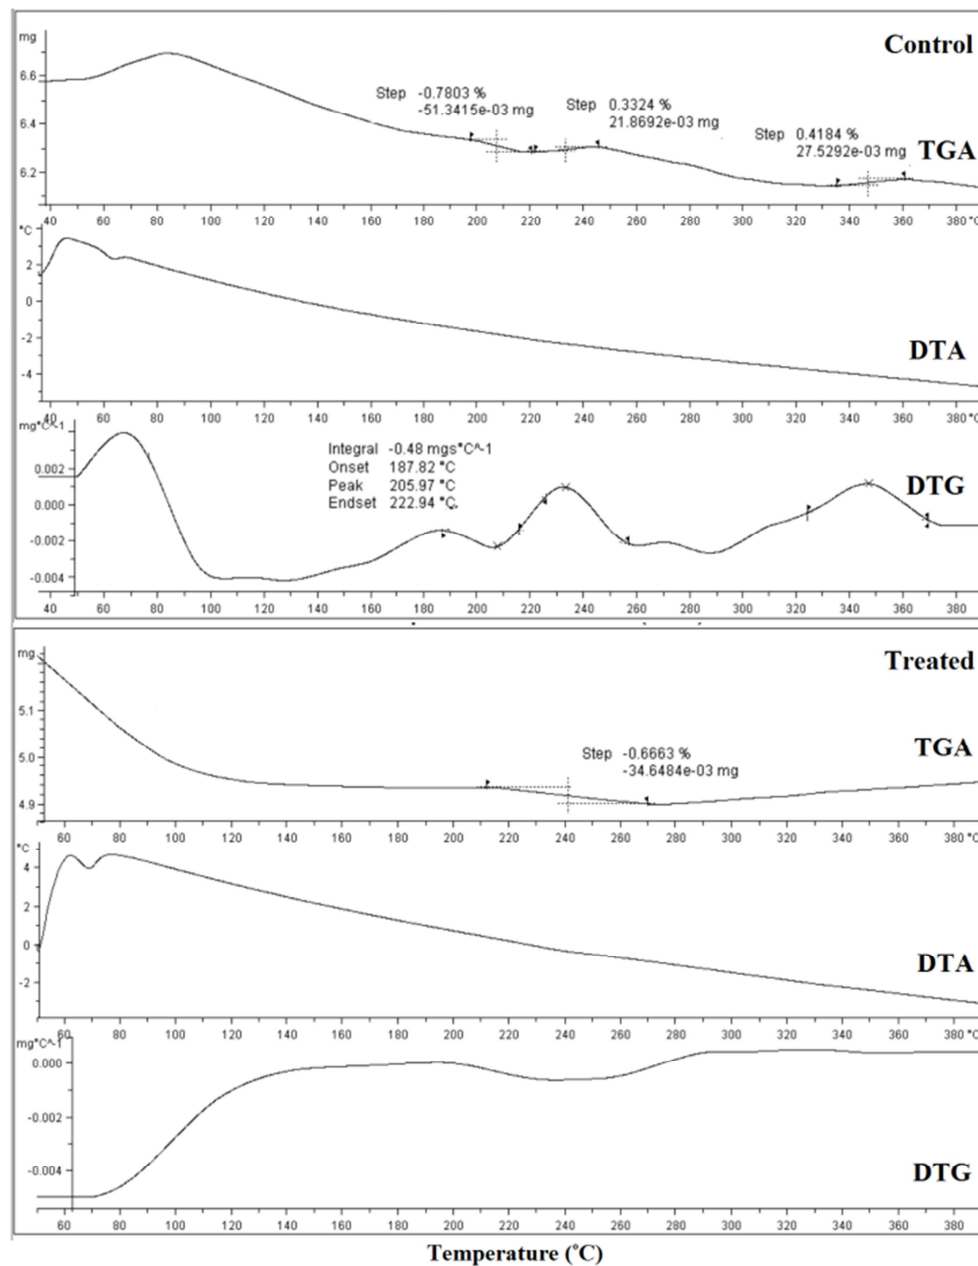 mg
Control
6.6
Step -0.7803 %
-51.3415e-03 mg
Step 0.3324 %
21.8692e-03 mg
Step 0.4184 %
27.5292e-03 mg
6.4
TGA
6.2
40 60 80 100 120 140 160 180 200 220 240 260 280 300 320 340 360 °C
°C
2
0
-2
DTA
-4
40 60 80 100 120 140 160 180 200 220 240 260 280 300 320 340 360 °C
mg°C^-1
Integral -0.48 mgs°C^-1
Onset 187.82 °C
Peak 205.97 °C
Endset 222.94 °C
0.002
DTG
0.000
-0.002
-0.004
40 60 80 100 120 140 160 180 200 220 240 260 280 300 320 340 360 °C
mg
Treated
5.1
TGA
Step -0.6663 %
-34.6484e-03 mg
5.0
4.9
60 80 100 120 140 160 180 200 220 240 260 280 300 320 340 360 380 °C
°C
4
0
DTA
-2
60 80 100 120 140 160 180 200 220 240 260 280 300 320 340 360 380 °C
mg°C^-1
0.000
-0.002
-0.004
DTG
60 80 100 120 140 160 180 200 220 240 260 280 300 320 340 360 380 °C
Temperature (°C)